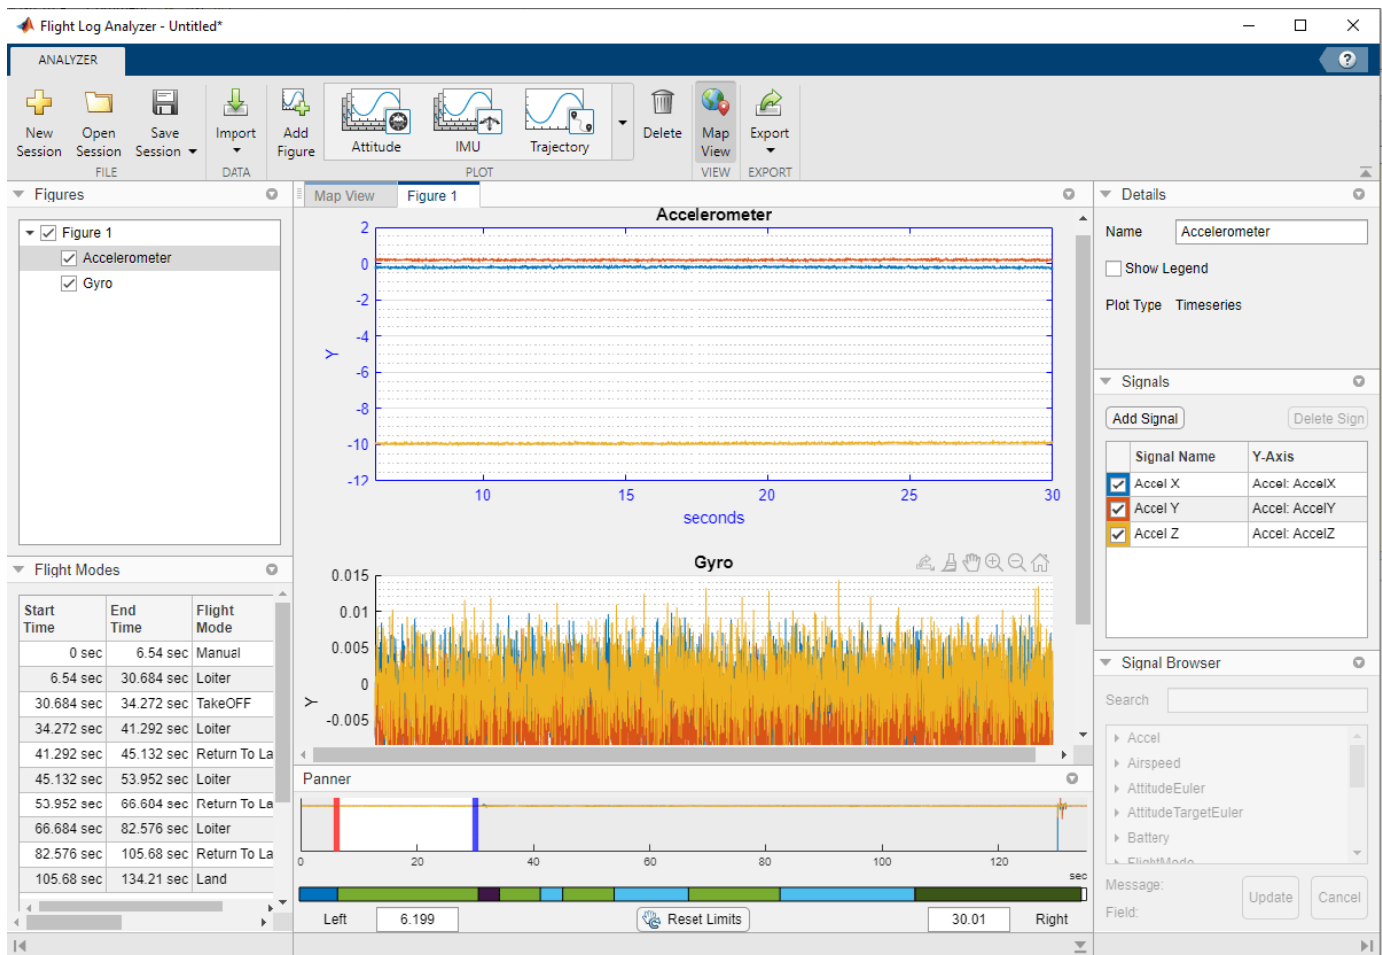 Flight Log Analyzer - Untitled*
ANALYZER
?
New Session
Open Session
Save Session
Import
Add Figure
Attitude
IMU
Trajectory
Delete
Map View
Export
FILE
DATA
PLOT
VIEW
EXPORT
Figures
Figure 1
Accelerometer
Gyro
Flight Modes
Start Time End Time Flight Mode
0 sec 6.54 sec Manual
6.54 sec 30.684 sec Loiter
30.684 sec 34.272 sec TakeOFF
34.272 sec 41.292 sec Loiter
41.292 sec 45.132 sec Return To La
45.132 sec 53.952 sec Loiter
53.952 sec 66.684 sec Return To La
66.684 sec 82.576 sec Loiter
82.576 sec 105.68 sec Return To La
105.68 sec 134.21 sec Land
Map View
Figure 1
Accelerometer
2
0
-2
-4
-6
-8
-10
-12
Y
10 15 20 25 30
seconds
Gyro
0.015
0.01
0.005
0
-0.005
Y
Panner
0 20 40 60 80 100 120
sec
Left 6.199 Reset Limits 30.01 Right
Details
Name Accelerometer
Show Legend
Plot Type Timeseries
Signals
Add Signal Delete Sign
Signal Name Y-Axis
Accel X Accel: AccelX
Accel Y Accel: AccelY
Accel Z Accel: AccelZ
Signal Browser
Search
Accel
Airspeed
AttitudeEuler
AttitudeTargetEuler
Battery
FlightMode
Message:
Field:
Update Cancel